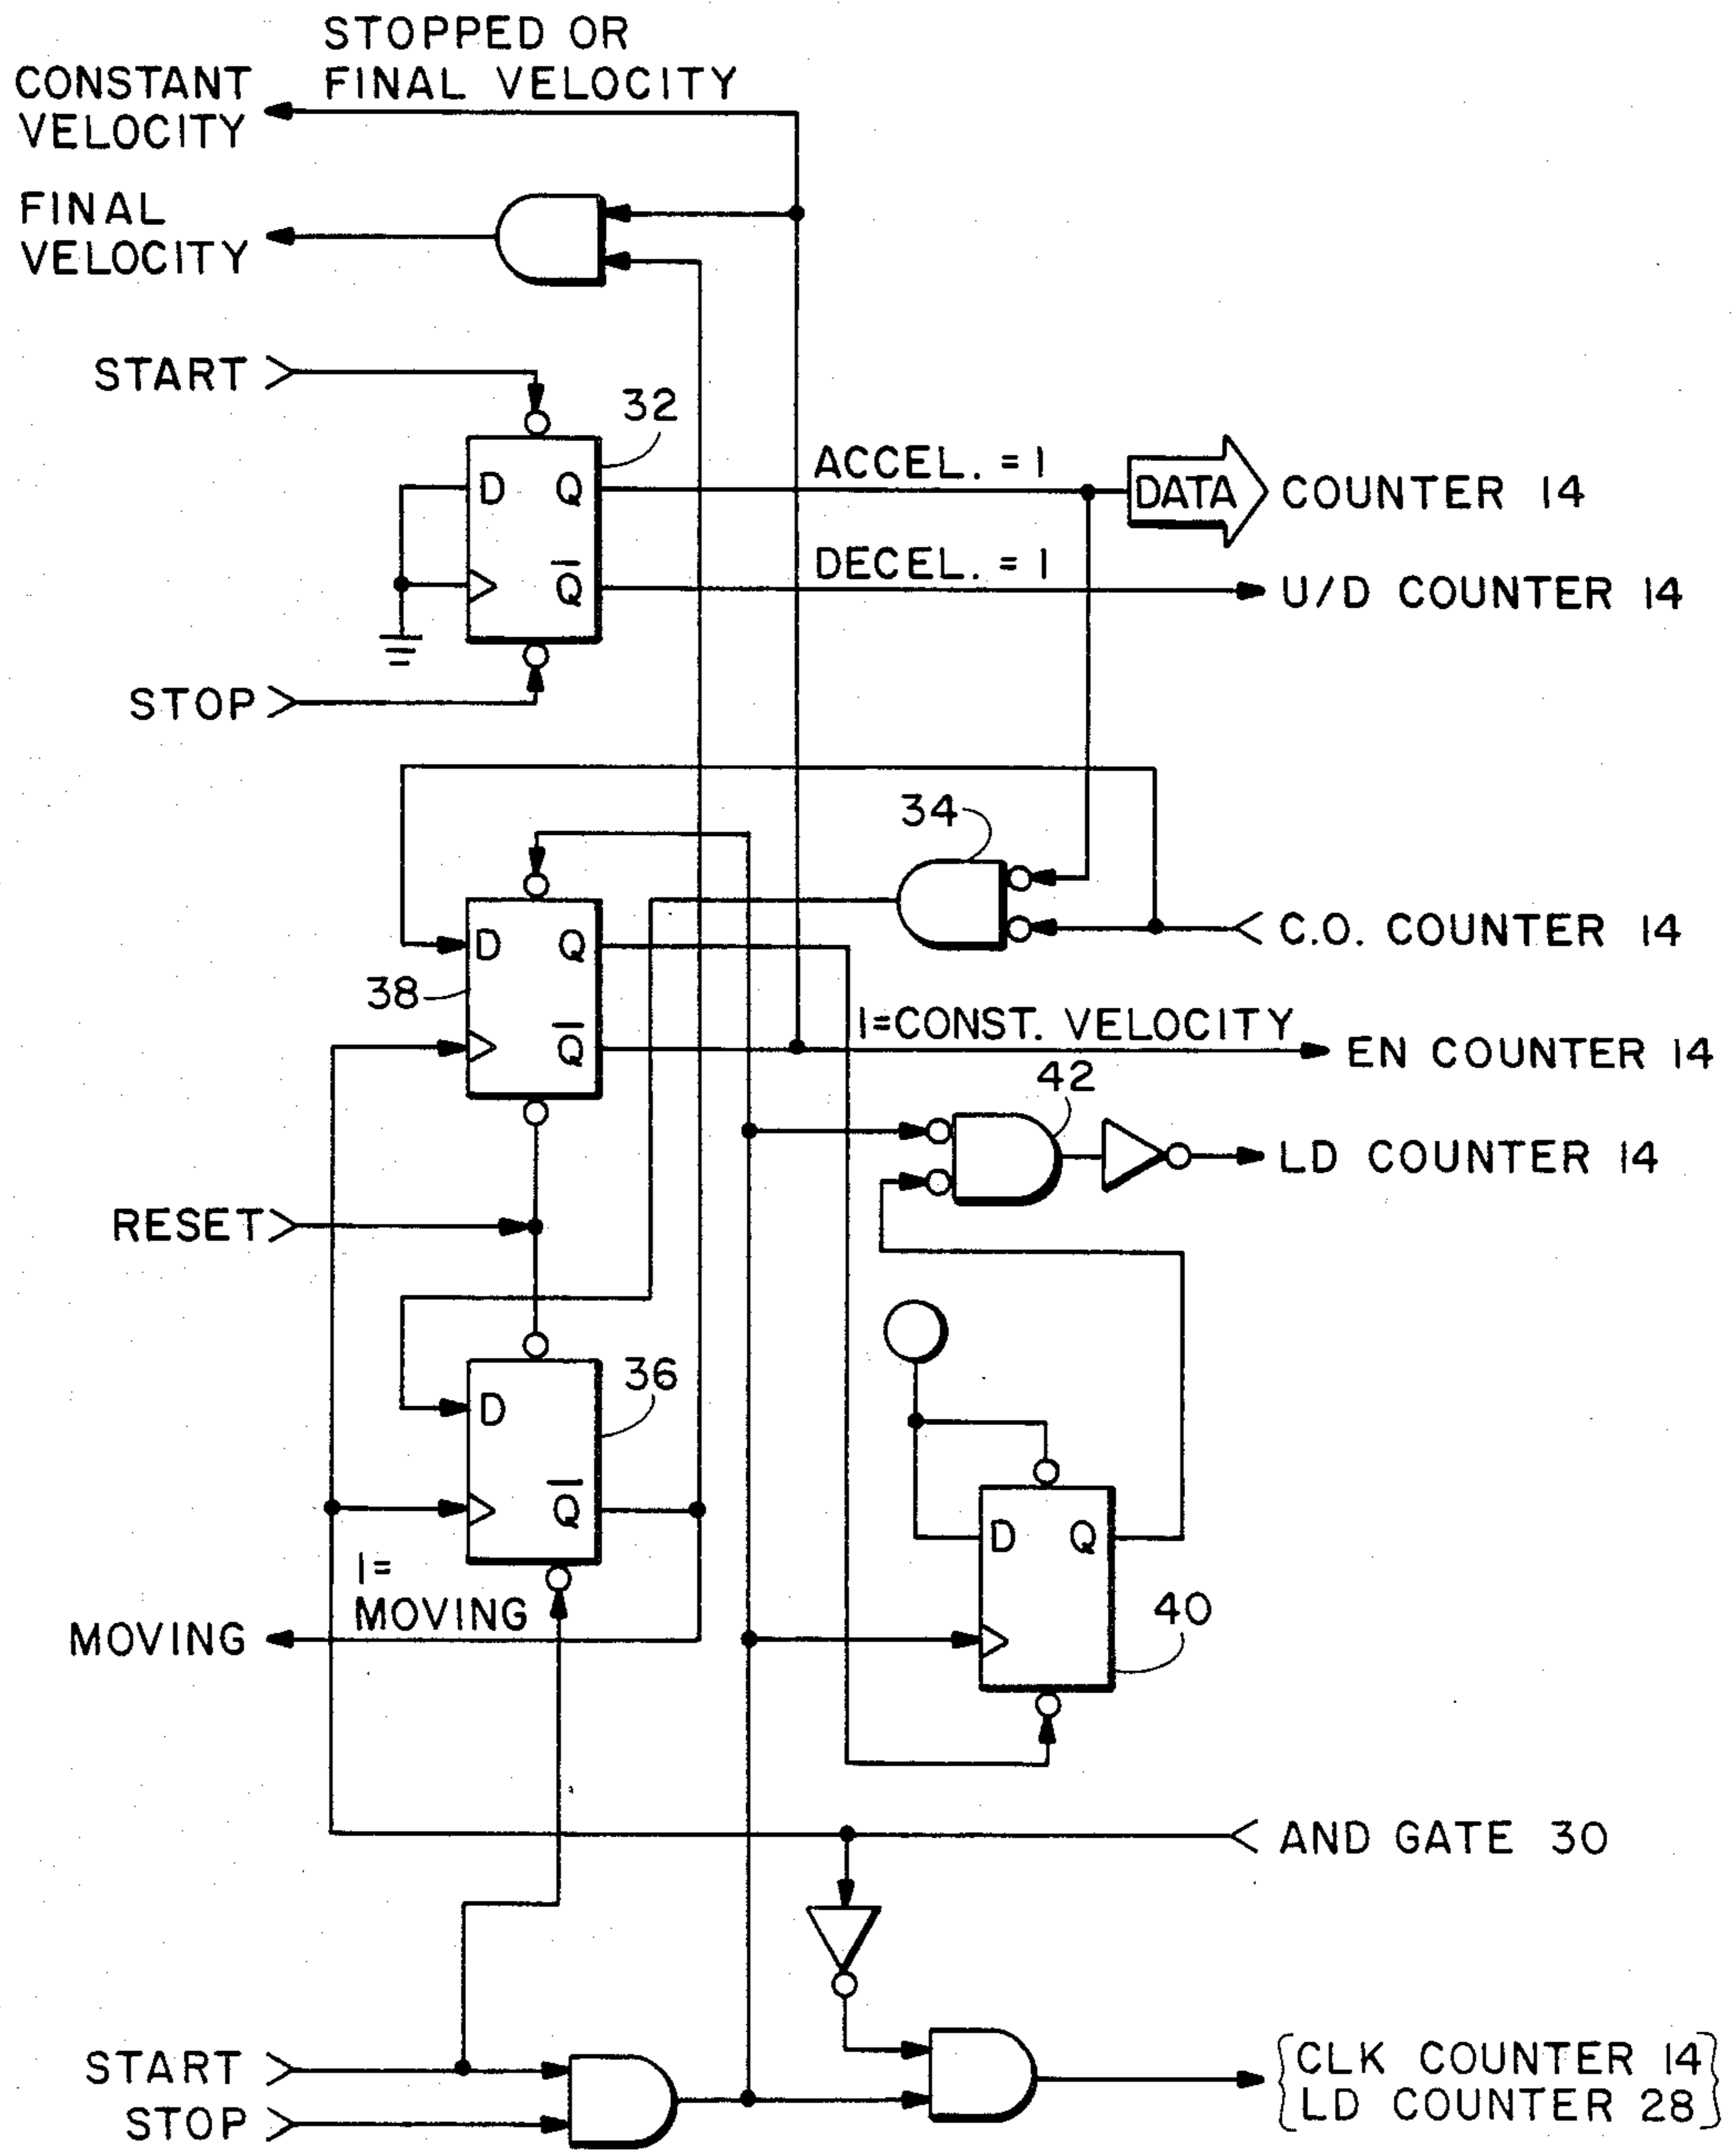 STOPPED OR
FINAL VELOCITY
CONSTANT
VELOCITY
FINAL
VELOCITY
START
32
D Q
ACCEL. = 1
DATA
COUNTER 14
Q̅
DECEL. = 1
U/D COUNTER 14
STOP
34
D Q
C.O. COUNTER 14
38
Q̅
1=CONST. VELOCITY
EN COUNTER 14
42
LD COUNTER 14
RESET
36
D
Q̅
D Q
1=
MOVING
MOVING
40
AND GATE 30
START
STOP
CLK COUNTER 14
LD COUNTER 28